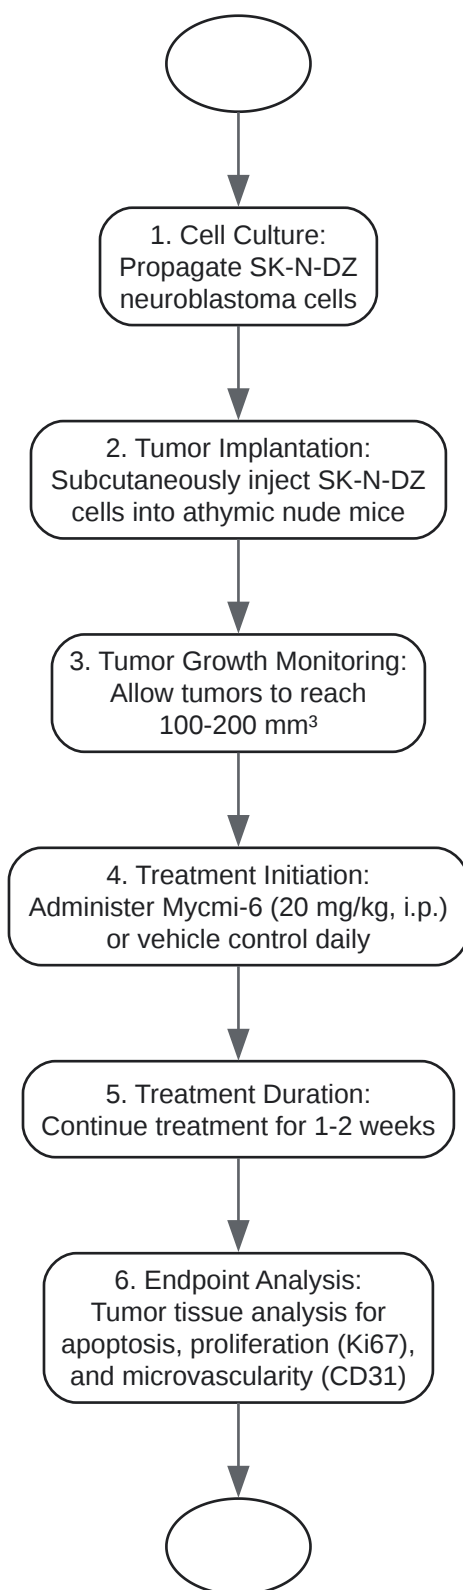 1. Cell Culture:
Propagate SK-N-DZ
neuroblastoma cells
2. Tumor Implantation:
Subcutaneously inject SK-N-DZ
cells into athymic nude mice
3. Tumor Growth Monitoring:
Allow tumors to reach
100-200 mm³
4. Treatment Initiation:
Administer Mycmi-6 (20 mg/kg, i.p.)
or vehicle control daily
5. Treatment Duration:
Continue treatment for 1-2 weeks
6. Endpoint Analysis:
Tumor tissue analysis for
apoptosis, proliferation (Ki67),
and microvascularity (CD31)